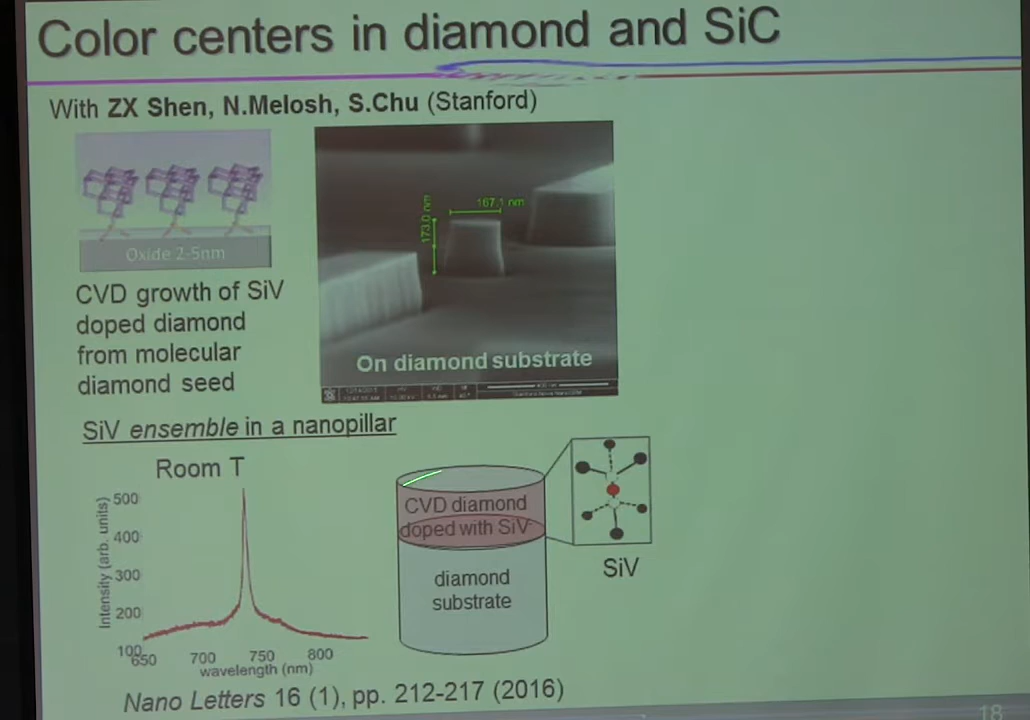 Color centers in diamond and SiC
With ZX Shen, N.Melosh, S.Chu (Stanford)
Oxide 2-5nm
167.1 nm
173.0 nm
On diamond substrate
CVD growth of SiV
doped diamond
from molecular
diamond seed
SiV ensemble in a nanopillar
Room T
Intensity (arb. units)
500
400
300
200
100
650
700
750
800
wavelength (nm)
CVD diamond
doped with SiV
diamond
substrate
SiV
Nano Letters 16 (1), pp. 212-217 (2016)
18